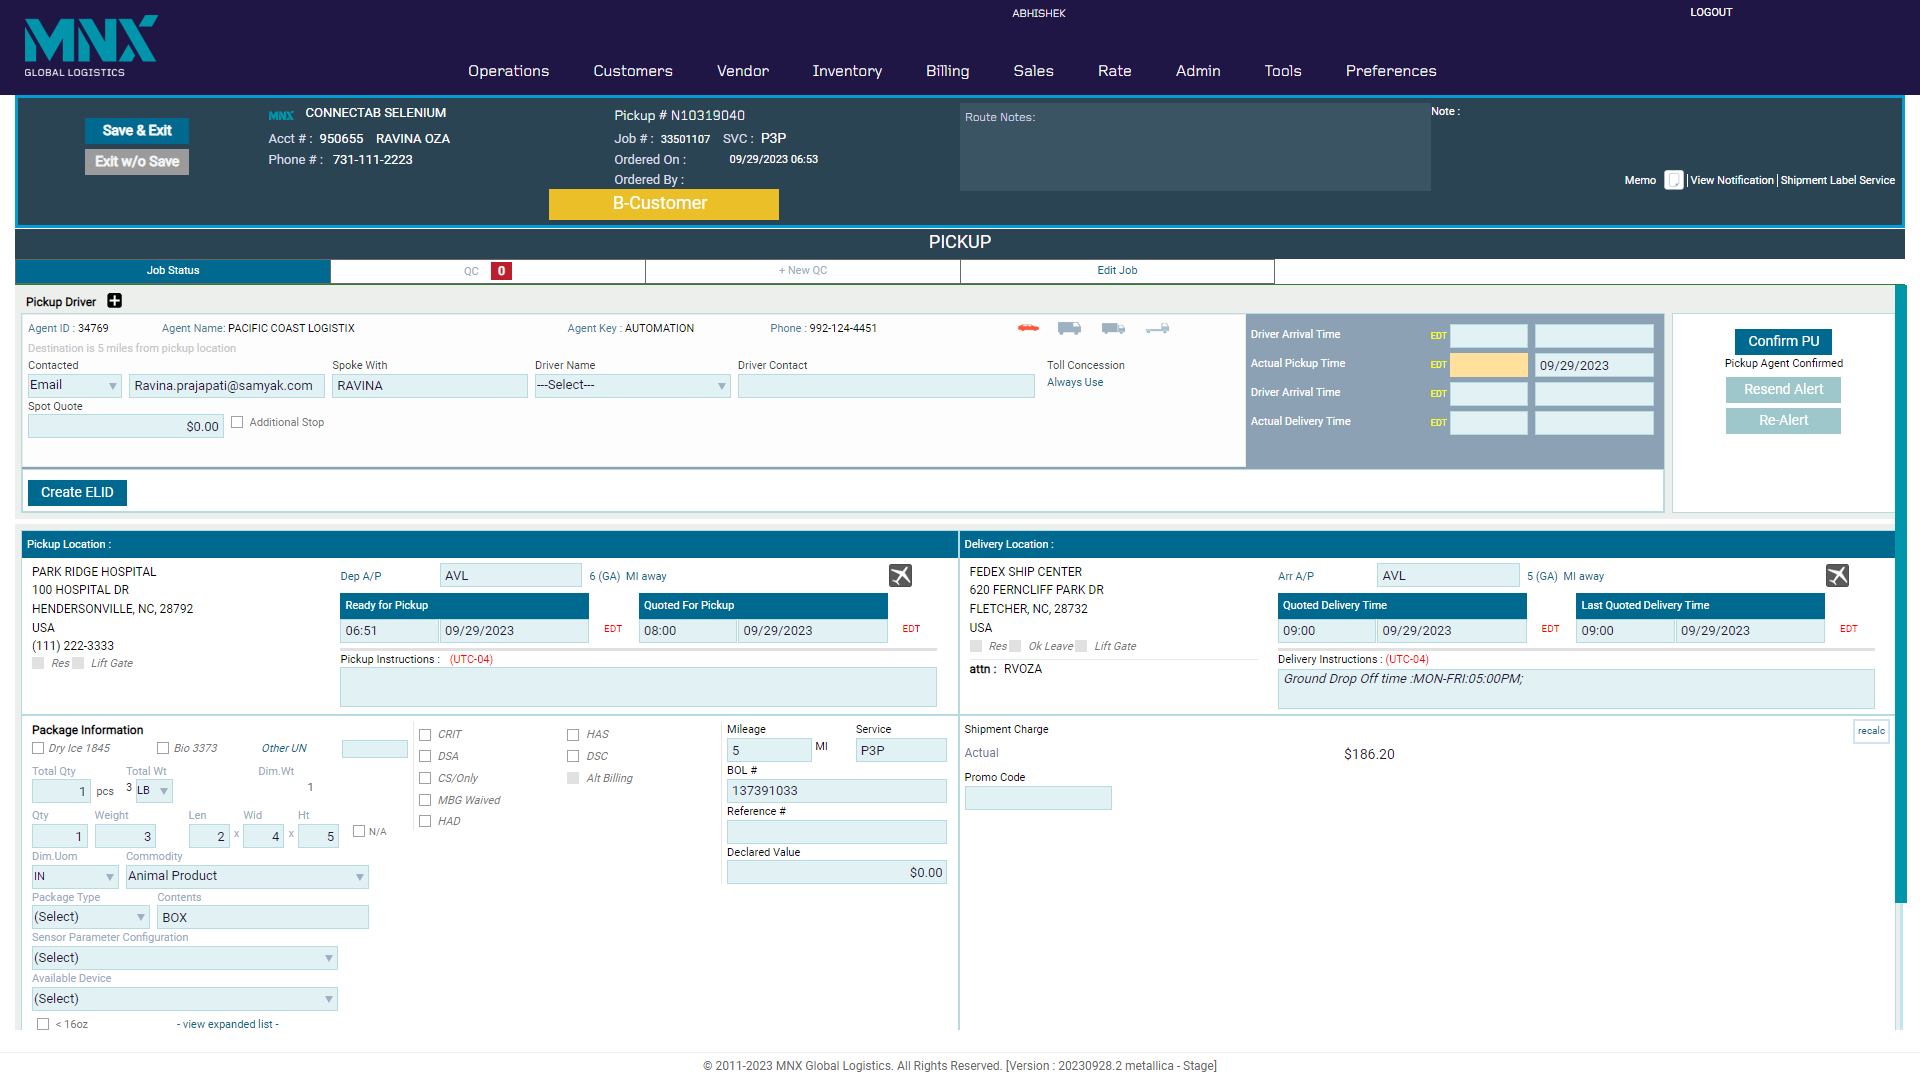 MNX
GLOBAL LOGISTICS
ABHISHEK
LOGOUT
Operations Customers Vendor Inventory Billing Sales Rate Admin Tools Preferences
Save & Exit
Exit w/o Save
MNX CONNECTAB SELENIUM
Acct # : 950655 RAVINA OZA
Phone # : 731-111-2223
Pickup # N10319040
Job # : 33501107 SVC : P3P
Ordered On : 09/29/2023 06:53
Ordered By :
B-Customer
Route Notes:
Note :
Memo | View Notification | Shipment Label Service
PICKUP
Job Status QC 0 + New QC Edit Job
Pickup Driver
Agent ID : 34769 Agent Name: PACIFIC COAST LOGISTIX Agent Key : AUTOMATION Phone : 992-124-4451
Destination is 5 miles from pickup location
Contacted Spoke With Driver Name Driver Contact Toll Concession
Email Ravina.prajapati@samyak.com RAVINA ---Select--- Always Use
Spot Quote
$0.00 Additional Stop
Driver Arrival Time EDT
Actual Pickup Time EDT 09/29/2023
Driver Arrival Time EDT
Actual Delivery Time EDT
Confirm PU
Pickup Agent Confirmed
Resend Alert
Re-Alert
Create ELID
Pickup Location :
PARK RIDGE HOSPITAL
100 HOSPITAL DR
HENDERSONVILLE, NC, 28792
USA
(111) 222-3333
Res Lift Gate
Dep A/P AVL 6 (GA) MI away
Ready for Pickup Quoted For Pickup
06:51 09/29/2023 EDT 08:00 09/29/2023 EDT
Pickup Instructions : (UTC-04)
Delivery Location :
FEDEX SHIP CENTER
620 FERNCLIFF PARK DR
FLETCHER, NC, 28732
USA
Res Ok Leave Lift Gate
attn : RVOZA
Arr A/P AVL 5 (GA) MI away
Quoted Delivery Time Last Quoted Delivery Time
09:00 09/29/2023 EDT 09:00 09/29/2023 EDT
Delivery Instructions : (UTC-04)
Ground Drop Off time :MON-FRI:05:00PM;
Package Information
Dry Ice 1845 Bio 3373 Other UN
Total Qty Total Wt Dim.Wt
1 pcs 3 LB 1
Qty Weight Len Wid Ht
1 3 2 x 4 x 5 N/A
Dim.Uom Commodity
IN Animal Product
Package Type Contents
(Select) BOX
Sensor Parameter Configuration
(Select)
Available Device
(Select)
< 16oz - view expanded list -
CRIT HAS
DSA DSC
CS/Only Alt Billing
MBG Waived
HAD
Mileage Service
5 MI P3P
BOL #
137391033
Reference #
Declared Value
$0.00
Shipment Charge recalc
Actual $186.20
Promo Code
© 2011-2023 MNX Global Logistics. All Rights Reserved. [Version : 20230928.2 metallica - Stage]